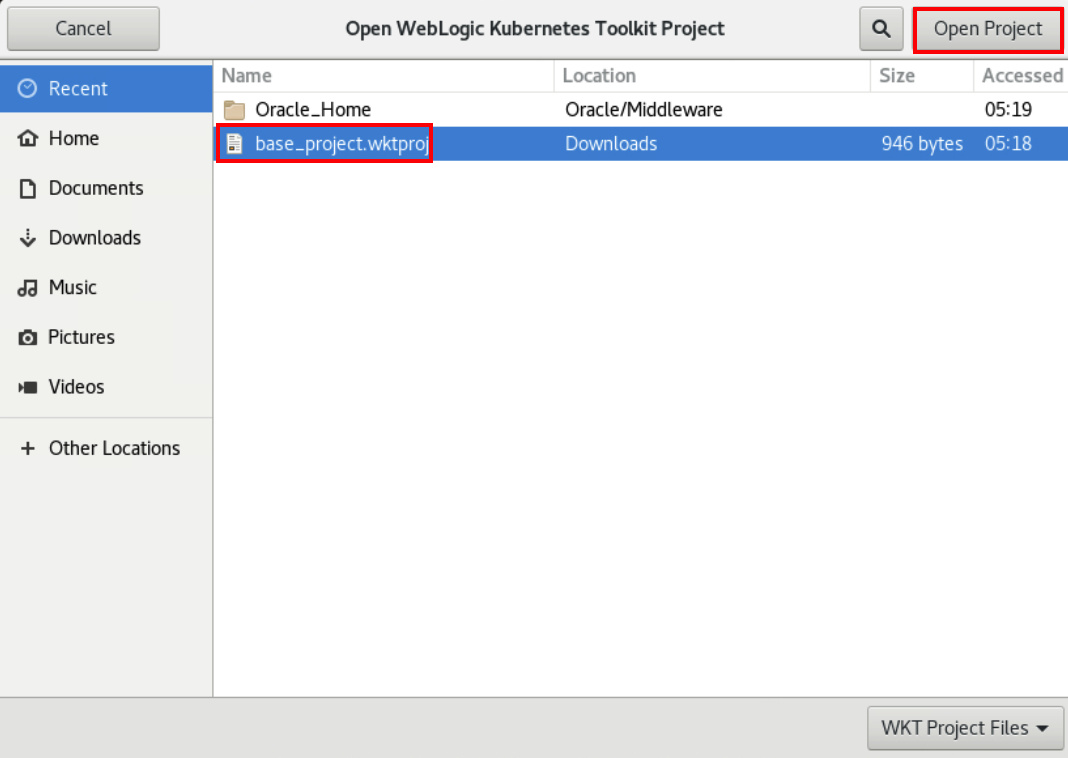 Cancel
Open WebLogic Kubernetes Toolkit Project
Open Project
Recent
Home
Documents
Downloads
Music
Pictures
Videos
Other Locations
Name Location Size Accessed
Oracle_Home Oracle/Middleware 05:19
base_project.wktproj Downloads 946 bytes 05:18
WKT Project Files